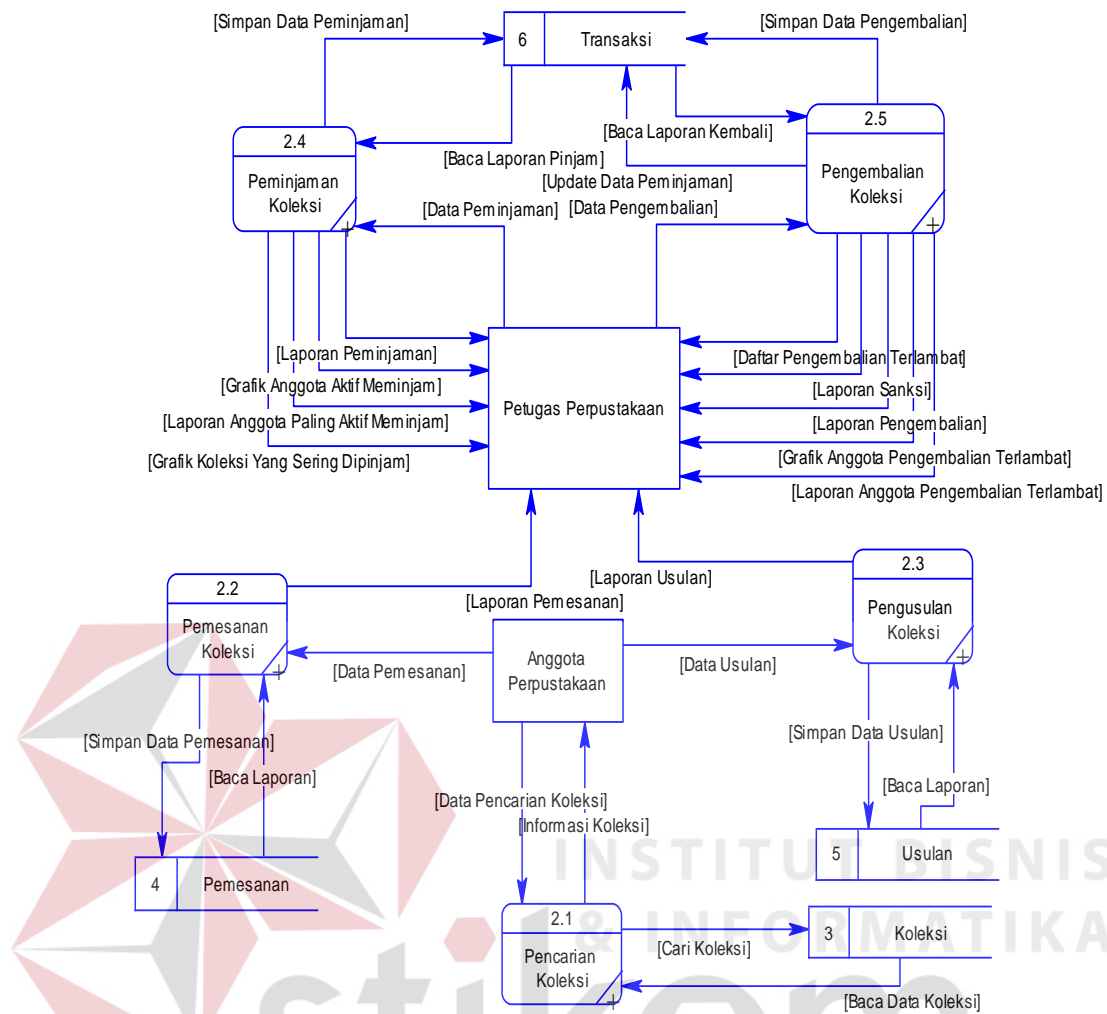 [Simpan Data Peminjaman]
[Simpan Data Pengembalian]
6
Transaksi
2.5
[Baca Laporan Kembali]
2.4
[Baca Laporan Pinjam]
Peminjaman
Koleksi
Pengembalian
Koleksi
[Update Data Peminjaman]
[Data Peminjaman]
[Data Pengembalian]
[Laporan Peminjaman]
[Daftar Pengembalian Terlambat]
[Grafik Anggota Aktif Meminjam]
[Laporan Sanksi]
Petugas Perpustakaan
[Laporan Anggota Paling Aktif Meminjam]
[Laporan Pengembalian]
[Grafik Koleksi Yang Sering Dipinjam]
[Grafik Anggota Pengembalian Terlambat]
[Laporan Anggota Pengembalian Terlambat]
2.3
[Laporan Usulan]
2.2
[Laporan Pemesanan]
Pengusulan
Koleksi
Pemesanan
Koleksi
Anggota
Perpustakaan
[Data Pemesanan]
[Data Usulan]
[Simpan Data Pemesanan]
[Simpan Data Usulan]
[Baca Laporan]
[Baca Laporan]
[Data Pencarian Koleksi]
[Informasi Koleksi]
5
Usulan
4
Pemesanan
INSTITUT BISNIS
& INFORMATIKA
2.1
Pencarian
Koleksi
[Cari Koleksi]
3
Koleksi
[Baca Data Koleksi]
stikom